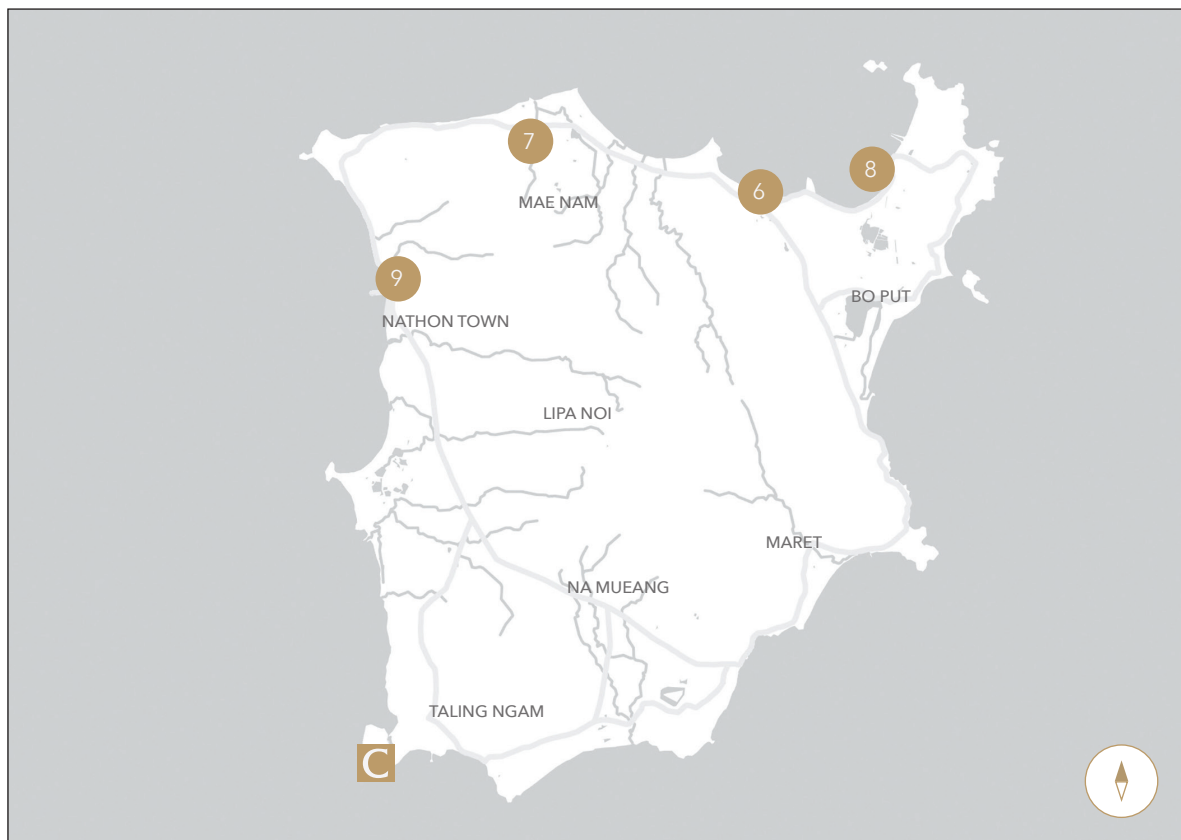 7
8
6
MAE NAM
9
BO PUT
NATHON TOWN
LIPA NOI
MARET
NA MUEANG
TALING NGAM
C